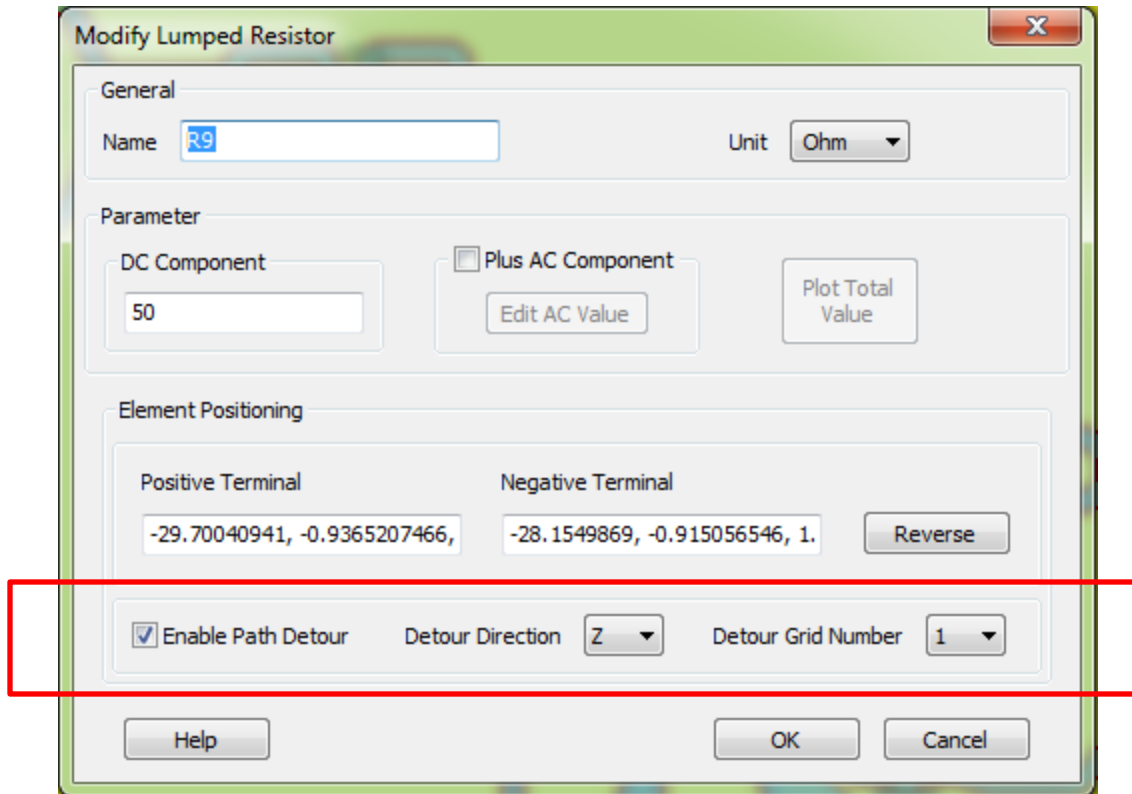 Modify Lumped Resistor
General
Name R9 Unit Ohm
Parameter
DC Component Plus AC Component
50 Edit AC Value Plot Total
Value
Element Positioning
Positive Terminal Negative Terminal
-29.70040941, -0.9365207466, -28.1549869, -0.915056546, 1. Reverse
Enable Path Detour Detour Direction Z Detour Grid Number 1
Help OK Cancel